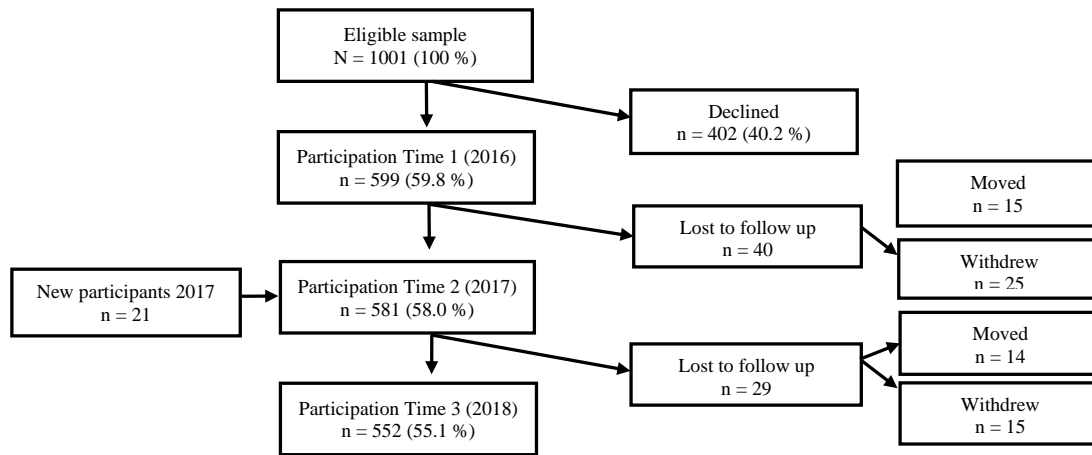 Eligible sample
N = 1001 (100 %)
Declined
n = 402 (40.2 %)
Participation Time 1 (2016)
n = 599 (59.8 %)
Moved
n = 15
Lost to follow up
n = 40
Withdrew
n = 25
New participants 2017
n = 21
Participation Time 2 (2017)
n = 581 (58.0 %)
Moved
n = 14
Lost to follow up
n = 29
Withdrew
n = 15
Participation Time 3 (2018)
n = 552 (55.1 %)